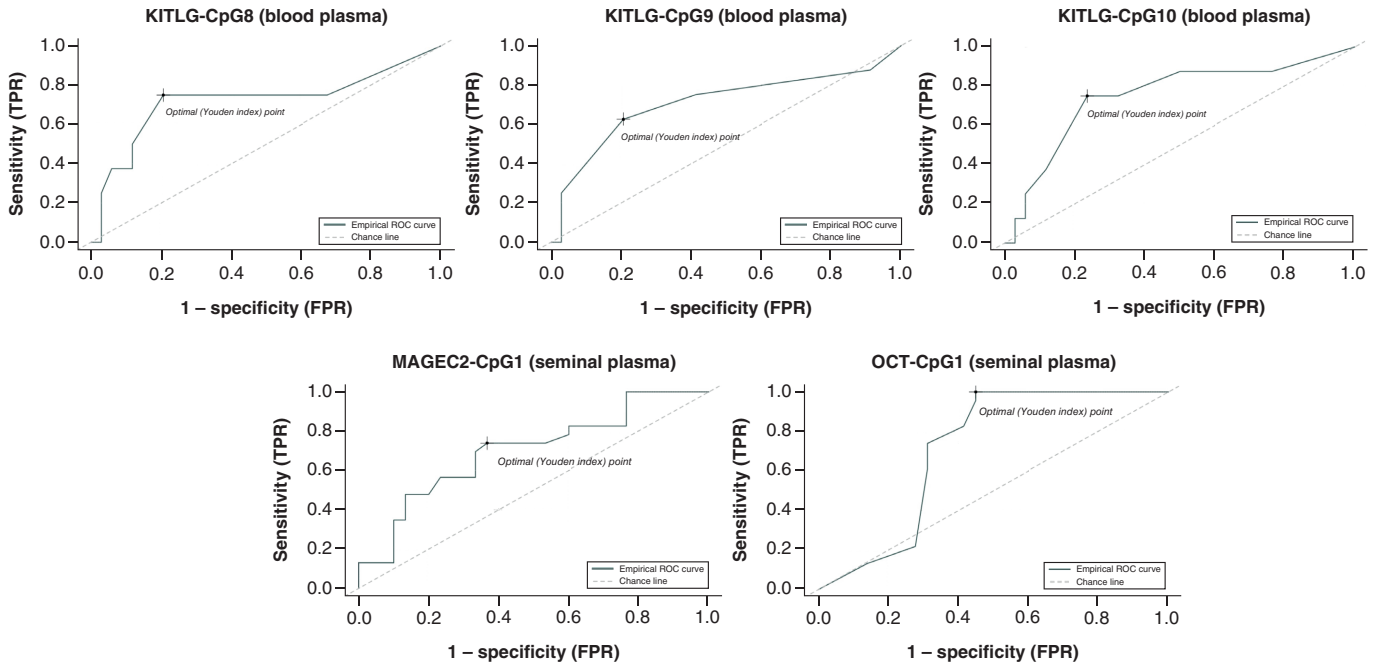 KITLG-CpG8 (blood plasma)
Sensitivity (TPR)
1.0
0.8
0.6
0.4
0.2
0.0
Optimal (Youden index) point
Empirical ROC curve
Chance line
0.0 0.2 0.4 0.6 0.8 1.0
1 – specificity (FPR)
KITLG-CpG9 (blood plasma)
Sensitivity (TPR)
1.0
0.8
0.6
0.4
0.2
0.0
Optimal (Youden index) point
Empirical ROC curve
Chance line
0.0 0.2 0.4 0.6 0.8 1.0
1 – specificity (FPR)
KITLG-CpG10 (blood plasma)
Sensitivity (TPR)
1.0
0.8
0.6
0.4
0.2
0.0
Optimal (Youden index) point
Empirical ROC curve
Chance line
0.0 0.2 0.4 0.6 0.8 1.0
1 – specificity (FPR)
MAGEC2-CpG1 (seminal plasma)
Sensitivity (TPR)
1.0
0.8
0.6
0.4
0.2
0.0
Optimal (Youden index) point
Empirical ROC curve
Chance line
0.0 0.2 0.4 0.6 0.8 1.0
1 – specificity (FPR)
OCT-CpG1 (seminal plasma)
Sensitivity (TPR)
1.0
0.8
0.6
0.4
0.2
0.0
Optimal (Youden index) point
Empirical ROC curve
Chance line
0.0 0.2 0.4 0.6 0.8 1.0
1 – specificity (FPR)